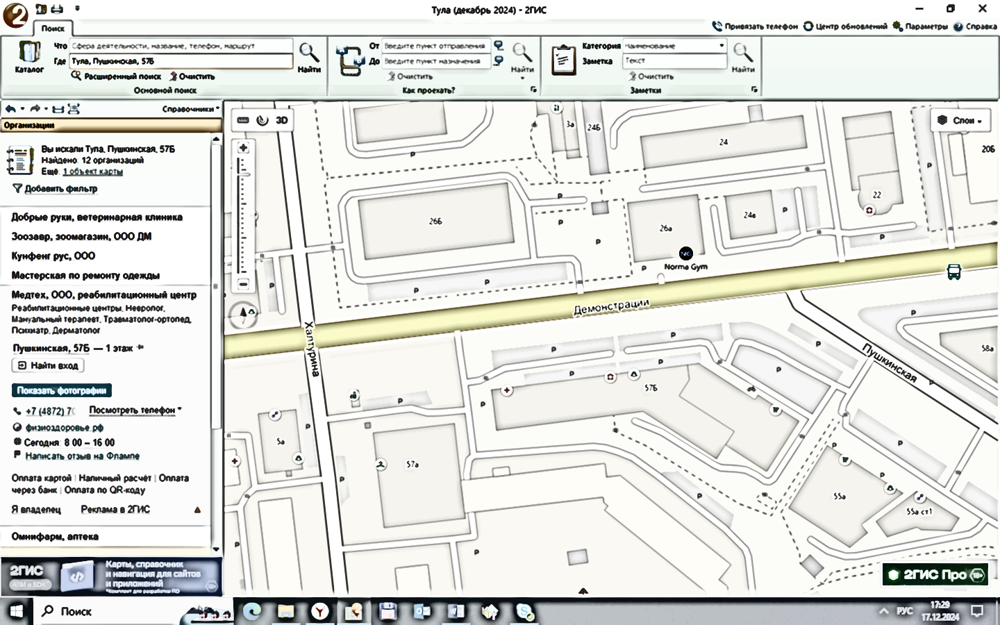 Тула (декабрь 2024) - 2ГИС
Поиск
Привязать телефон
Центр обновлений
Параметры
Справка
Каталог
Что
Сфера деятельности, название, телефон, маршрут
Где
Тула, Пушкинская, 57Б
Расширенный поиск
Очистить
Найти
Основной поиск
От
Введите пункт отправления
До
Введите пункт назначения
Очистить
Найти
Как проехать?
Категория
Наименование
Заметка
Текст
Очистить
Найти
Заметки
Справочники
Организации
Вы искали Тула, Пушкинская, 57Б
Найдено: 12 организаций
Ещё: 1 объект карты
Добавить фильтр
Добрые руки, ветеринарная клиника
Зоозавр, зоомагазин, ООО ДМ
Кунфенг рус, ООО
Мастерская по ремонту одежды
Медтех, ООО, реабилитационный центр
Реабилитационные центры, Невролог,
Мануальный терапевт, Травматолог-ортопед,
Психиатр, Дерматолог
Пушкинская, 57Б — 1 этаж
Найти вход
Показать фотографии
+7 (4872) 70
Посмотреть телефон
физиоздоровье.рф
Сегодня: 8:00 – 16:00
Написать отзыв на Флампе
Оплата картой | Наличный расчёт | Оплата
через банк | Оплата по QR-коду
Я владелец
Реклама в 2ГИС
Омнифарм, аптека
2ГИС
АПИ и SDK*
Карты, справочник
и навигация для сайтов
и приложений
*Комплект для разработки ПО
3D
Слои
3а
24Б
24
20Б
22
26Б
26а
24в
Norma Gym
Демонстрации
Халтурина
Пушкинская
58а
57Б
5а
57а
55а
55а ст1
2ГИС Про
18+
Поиск
РУС
17:29
17.12.2024